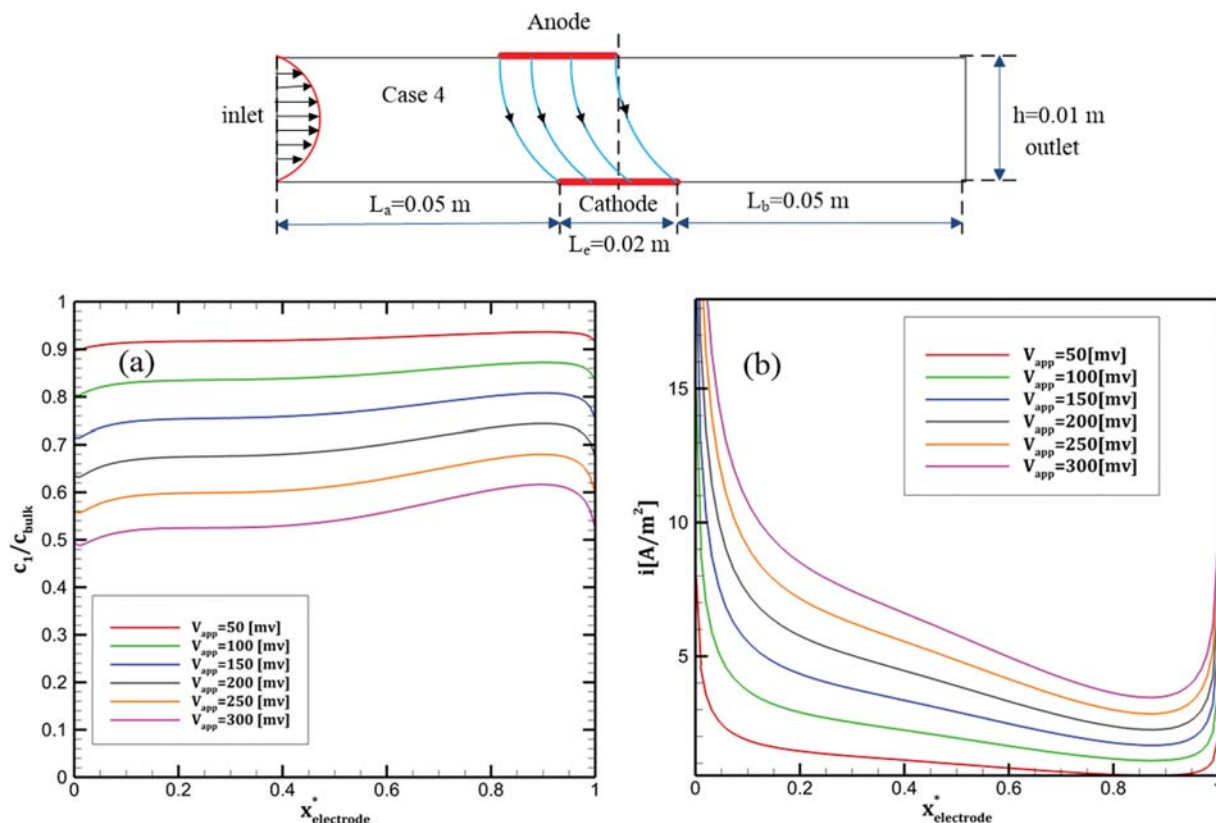 Anode
inlet
Case 4
h=0.01 m
outlet
Lₐ=0.05 m
Cathode
L_b=0.05 m
Lₑ=0.02 m
(a)
c₁/c_bulk
1
0.9
0.8
0.7
0.6
0.5
0.4
0.3
0.2
0.1
0
V_app=50 [mv]
V_app=100 [mv]
V_app=150 [mv]
V_app=200 [mv]
V_app=250 [mv]
V_app=300 [mv]
0 0.2 0.4 0.6 0.8 1
x*_electrode
(b)
i[A/m²]
15
10
5
V_app=50[mv]
V_app=100[mv]
V_app=150[mv]
V_app=200[mv]
V_app=250[mv]
V_app=300[mv]
0 0.2 0.4 0.6 0.8 1
x*_electrode